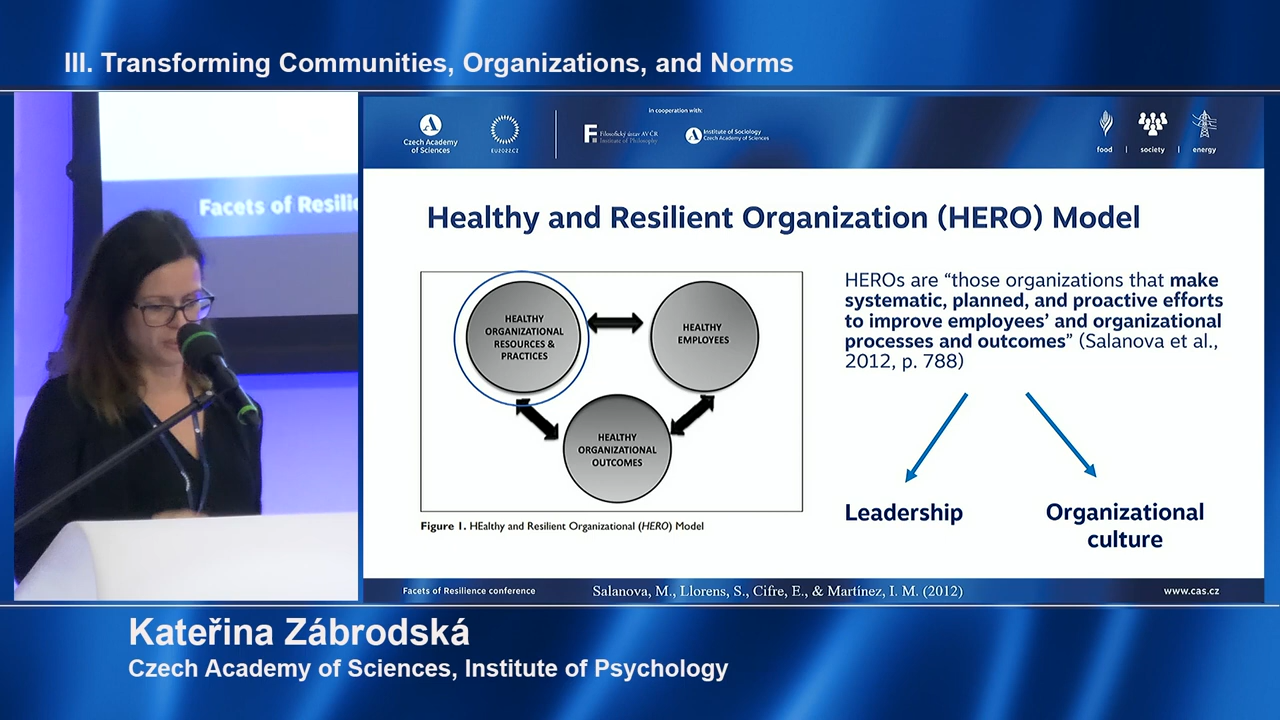 III. Transforming Communities, Organizations, and Norms
Facets of Resilie
In cooperation with:
Czech Academy
of Sciences
EU2022.CZ
Filosofický ústav AV ČR
Institute of Philosophy
Institute of Sociology
Czech Academy of Sciences
food | society | energy
Healthy and Resilient Organization (HERO) Model
HEALTHY
ORGANIZATIONAL
RESOURCES &
PRACTICES
HEALTHY
EMPLOYEES
HEALTHY
ORGANIZATIONAL
OUTCOMES
Figure 1. HEalthy and Resilient Organizational (HERO) Model
HEROs are “those organizations that make
systematic, planned, and proactive efforts
to improve employees’ and organizational
processes and outcomes” (Salanova et al.,
2012, p. 788)
Leadership
Organizational
culture
Facets of Resilience conference
Salanova, M., Llorens, S., Cifre, E., & Martínez, I. M. (2012)
www.cas.cz
Kateřina Zábrodská
Czech Academy of Sciences, Institute of Psychology